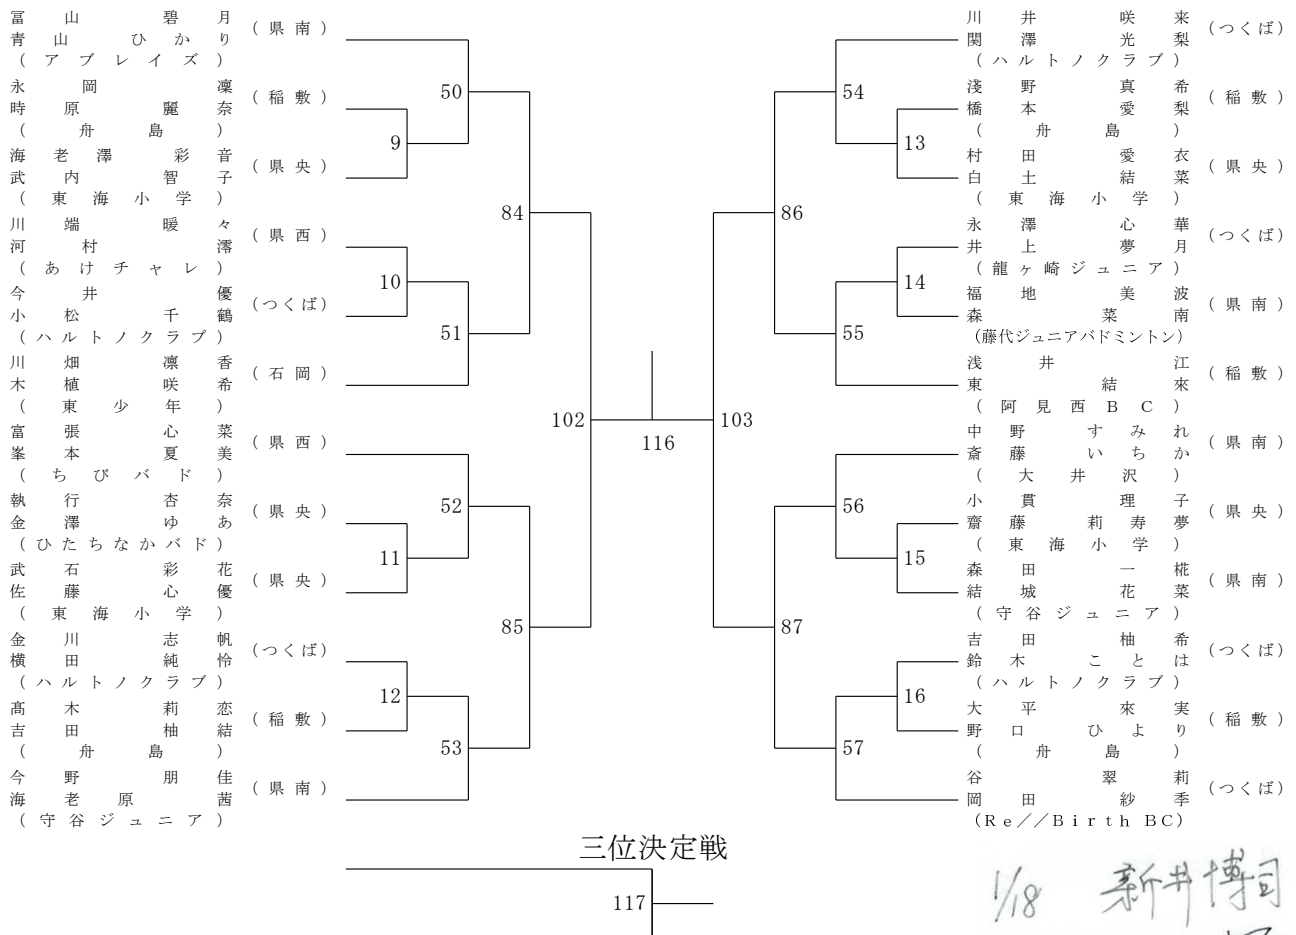 冨山 碧月
青山 ひかり
(アブレイズ)
(県南)
永岡 凜
時原 麗奈
(舟島)
(稲敷)
海老澤 彩音
武内 智子
(東海小学)
(県央)
川端 暖々
河村 澪
(あけチャレ)
(県西)
今井 優
小松 千鶴
(ハルトノクラブ)
(つくば)
川畑 凛香
木植 咲希
(東少年)
(石岡)
富張 心菜
峯本 夏美
(ちびバド)
(県西)
執行 杏奈
金澤 ゆあ
(ひたちなかバド)
(県央)
武石 彩花
佐藤 心優
(東海小学)
(県央)
金川 志帆
横田 純怜
(ハルトノクラブ)
(つくば)
髙木 莉恋
吉田 柚結
(舟島)
(稲敷)
今野 朋佳
海老原 茜
(守谷ジュニア)
(県南)
50
9
84
10
51
102
52
11
85
12
53
116
103
54
13
86
14
55
56
15
87
16
57
川井 咲来
関澤 光梨
(ハルトノクラブ)
(つくば)
淺野 真希
橋本 愛梨
(舟島)
(稲敷)
村田 愛衣
白土 結菜
(東海小学)
(県央)
永澤 心華
井上 夢月
(龍ヶ崎ジュニア)
(つくば)
福地 美波
森 菜南
(藤代ジュニアバドミントン)
(県南)
浅井 江
東 結來
(阿見西BC)
(稲敷)
中野 すみれ
斎藤 いちか
(大井沢)
(県南)
小貫 理子
齋藤 莉寿夢
(東海小学)
(県央)
森田 一椛
結城 花菜
(守谷ジュニア)
(県南)
吉田 柚希
鈴木 ことは
(ハルトノクラブ)
(つくば)
大平 來実
野口 ひより
(舟島)
(稲敷)
谷 翠莉
岡田 紗季
(Re//Birth BC)
(つくば)
三位決定戦
117
1/18 新井博司